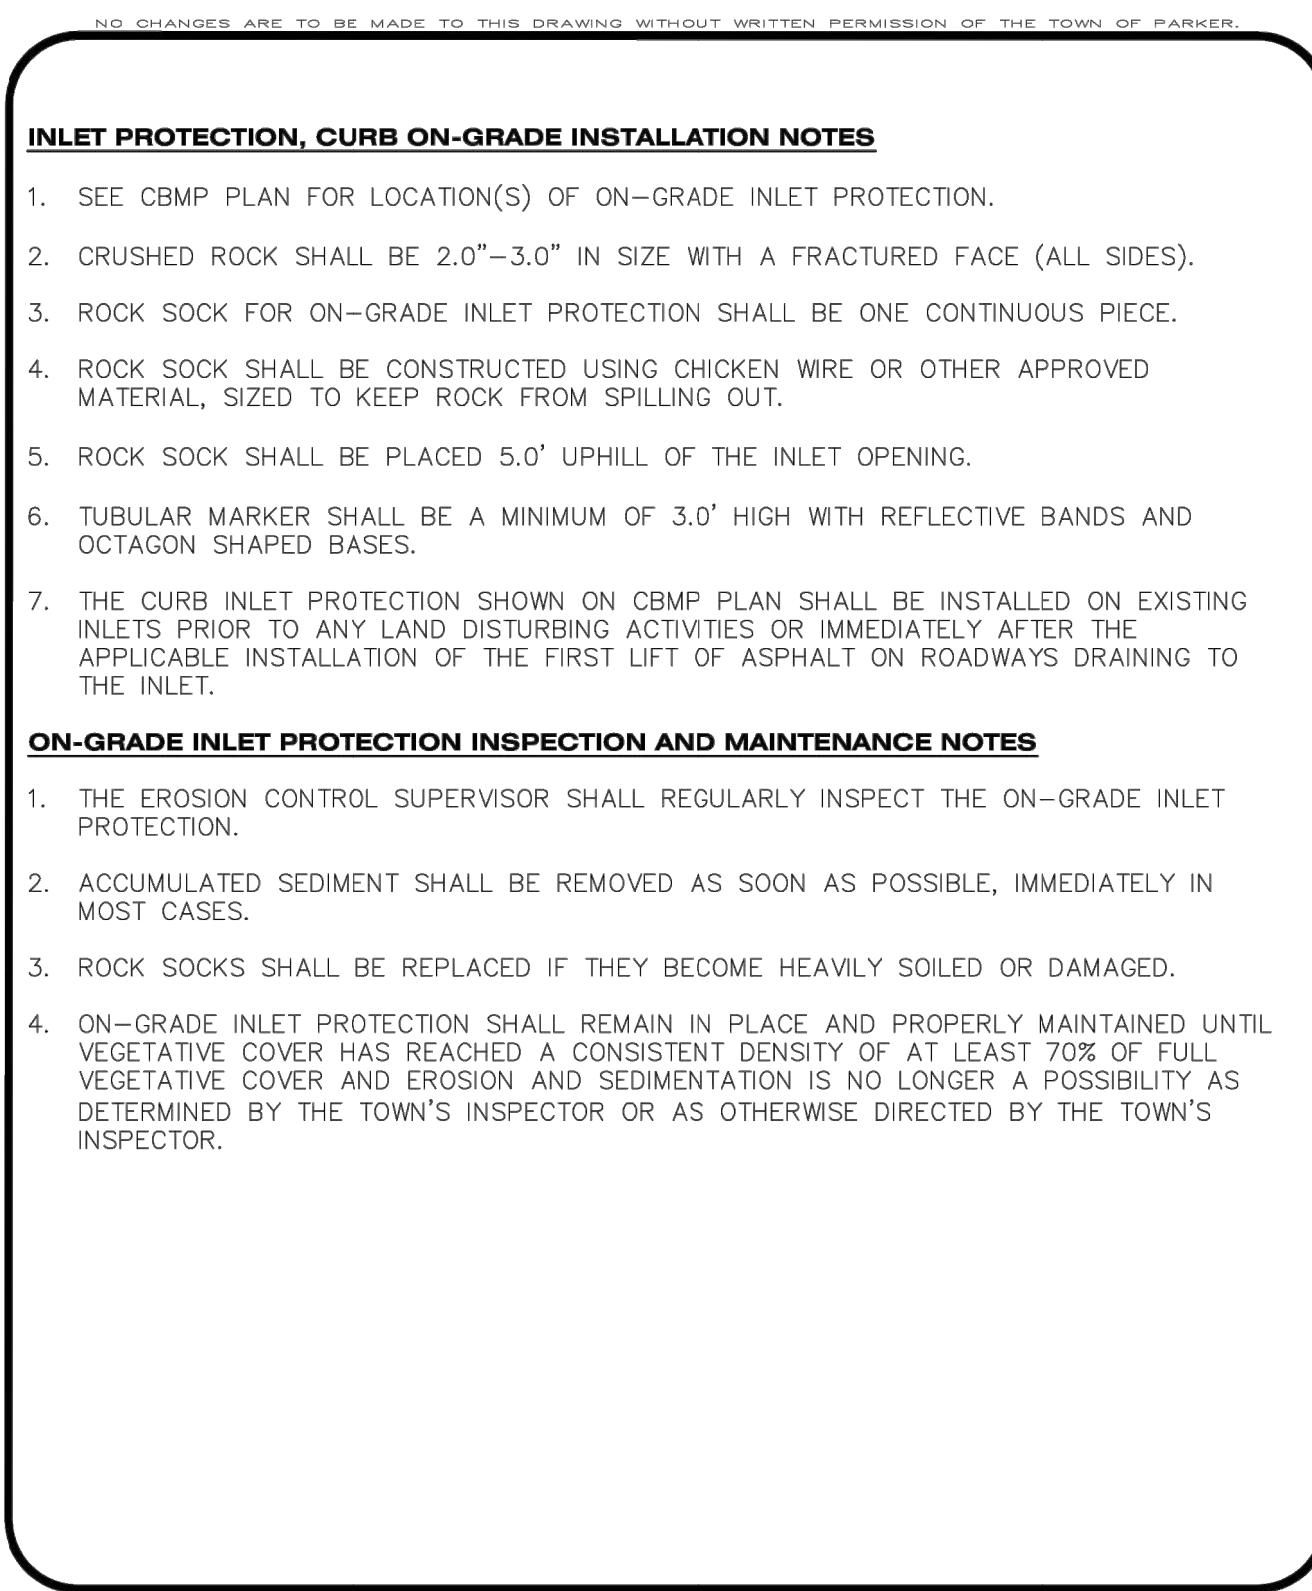 NO CHANGES ARE TO BE MADE TO THIS DRAWING WITHOUT WRITTEN PERMISSION OF THE TOWN OF PARKER.
INLET PROTECTION, CURB ON-GRADE INSTALLATION NOTES
1. SEE CBMP PLAN FOR LOCATION(S) OF ON-GRADE INLET PROTECTION.
2. CRUSHED ROCK SHALL BE 2.0"-3.0" IN SIZE WITH A FRACTURED FACE (ALL SIDES).
3. ROCK SOCK FOR ON-GRADE INLET PROTECTION SHALL BE ONE CONTINUOUS PIECE.
4. ROCK SOCK SHALL BE CONSTRUCTED USING CHICKEN WIRE OR OTHER APPROVED
MATERIAL, SIZED TO KEEP ROCK FROM SPILLING OUT.
5. ROCK SOCK SHALL BE PLACED 5.0' UPHILL OF THE INLET OPENING.
6. TUBULAR MARKER SHALL BE A MINIMUM OF 3.0' HIGH WITH REFLECTIVE BANDS AND
OCTAGON SHAPED BASES.
7. THE CURB INLET PROTECTION SHOWN ON CBMP PLAN SHALL BE INSTALLED ON EXISTING
INLETS PRIOR TO ANY LAND DISTURBING ACTIVITIES OR IMMEDIATELY AFTER THE
APPLICABLE INSTALLATION OF THE FIRST LIFT OF ASPHALT ON ROADWAYS DRAINING TO
THE INLET.
ON-GRADE INLET PROTECTION INSPECTION AND MAINTENANCE NOTES
1. THE EROSION CONTROL SUPERVISOR SHALL REGULARLY INSPECT THE ON-GRADE INLET
PROTECTION.
2. ACCUMULATED SEDIMENT SHALL BE REMOVED AS SOON AS POSSIBLE, IMMEDIATELY IN
MOST CASES.
3. ROCK SOCKS SHALL BE REPLACED IF THEY BECOME HEAVILY SOILED OR DAMAGED.
4. ON-GRADE INLET PROTECTION SHALL REMAIN IN PLACE AND PROPERLY MAINTAINED UNTIL
VEGETATIVE COVER HAS REACHED A CONSISTENT DENSITY OF AT LEAST 70% OF FULL
VEGETATIVE COVER AND EROSION AND SEDIMENTATION IS NO LONGER A POSSIBILITY AS
DETERMINED BY THE TOWN'S INSPECTOR OR AS OTHERWISE DIRECTED BY THE TOWN'S
INSPECTOR.